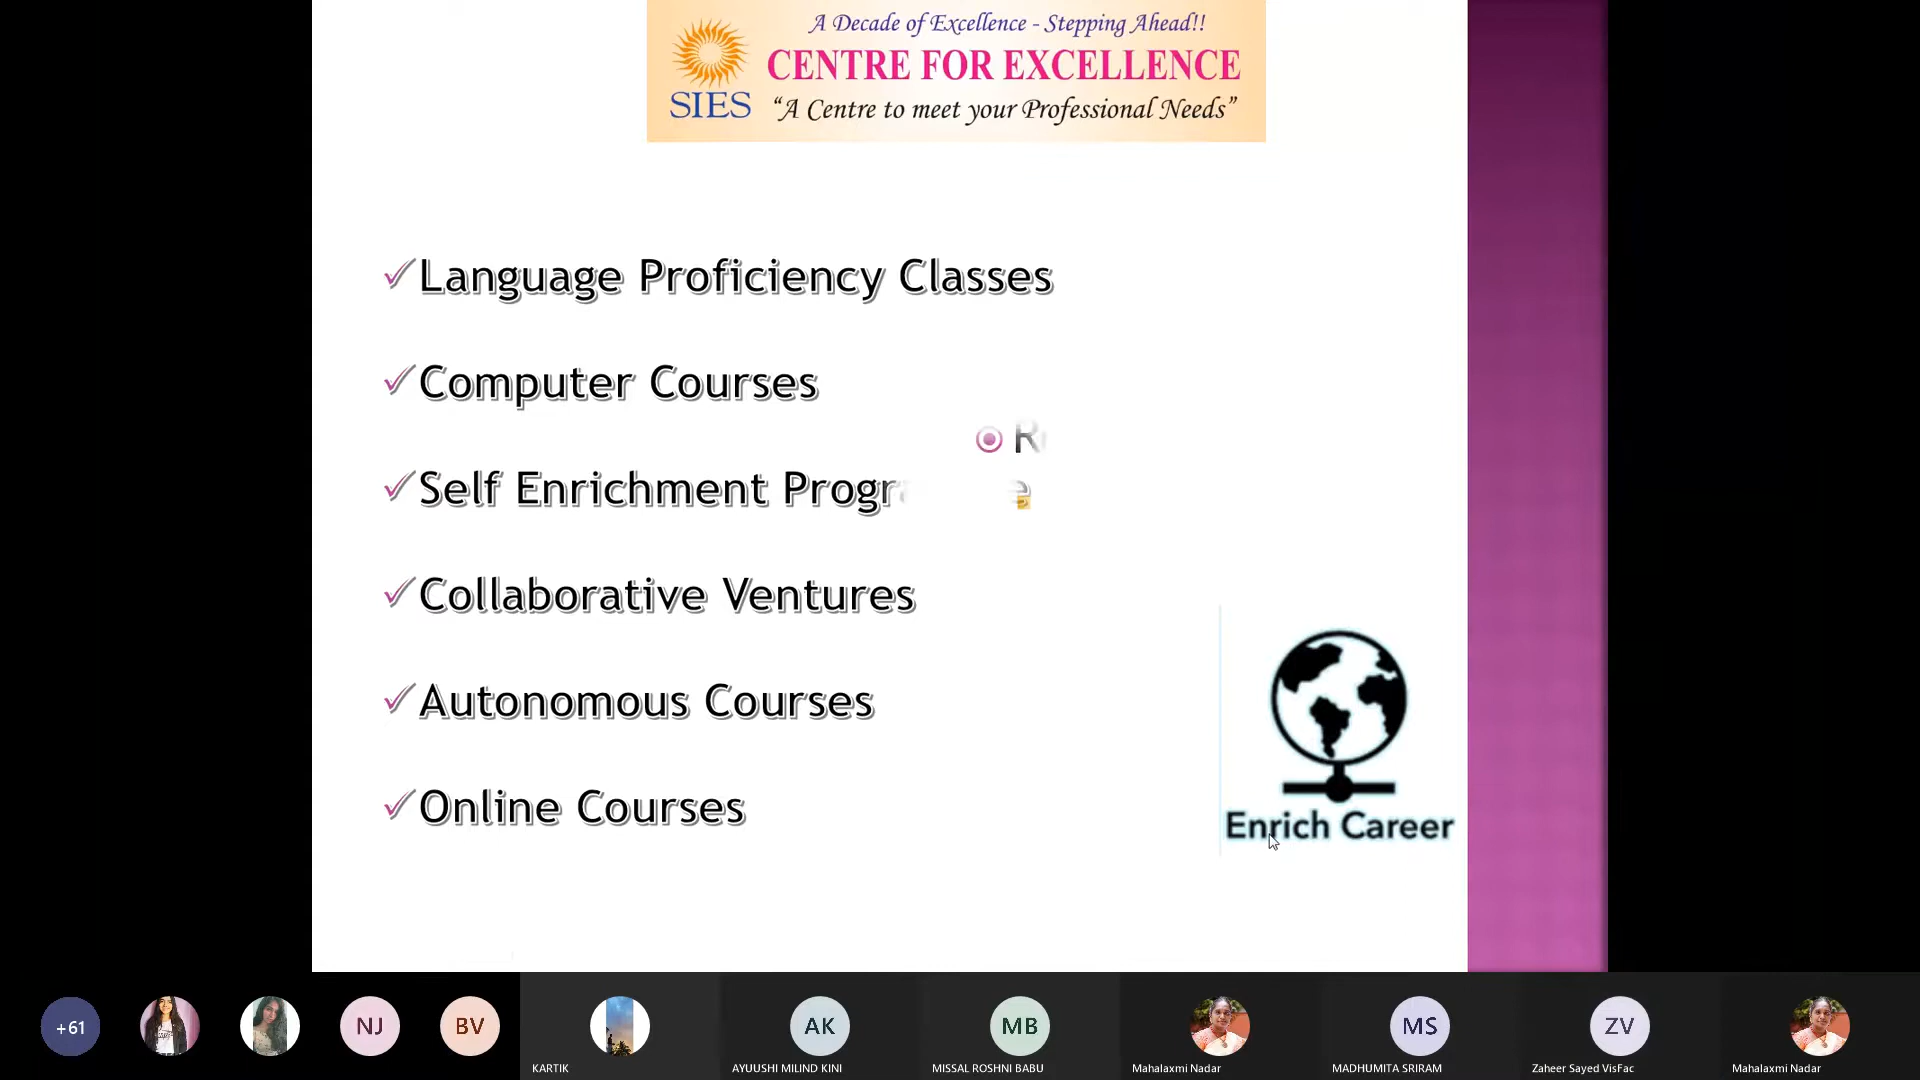 A Decade of Excellence - Stepping Ahead!!
CENTRE FOR EXCELLENCE
SIES
"A Centre to meet your Professional Needs"
Language Proficiency Classes
Computer Courses
Self Enrichment
Collaborative Ventures
Autonomous Courses
Online Courses
Enrich Career
+61
NJ
BV
AK
MB
MS
ZV
KARTIK
AYUUSHI MILIND KINI
MISSAL ROSHNI BABU
Mahalaxmi Nadar
MADHUMITA SRIRAM
Zaheer Sayed VisFac
Mahalaxmi Nadar